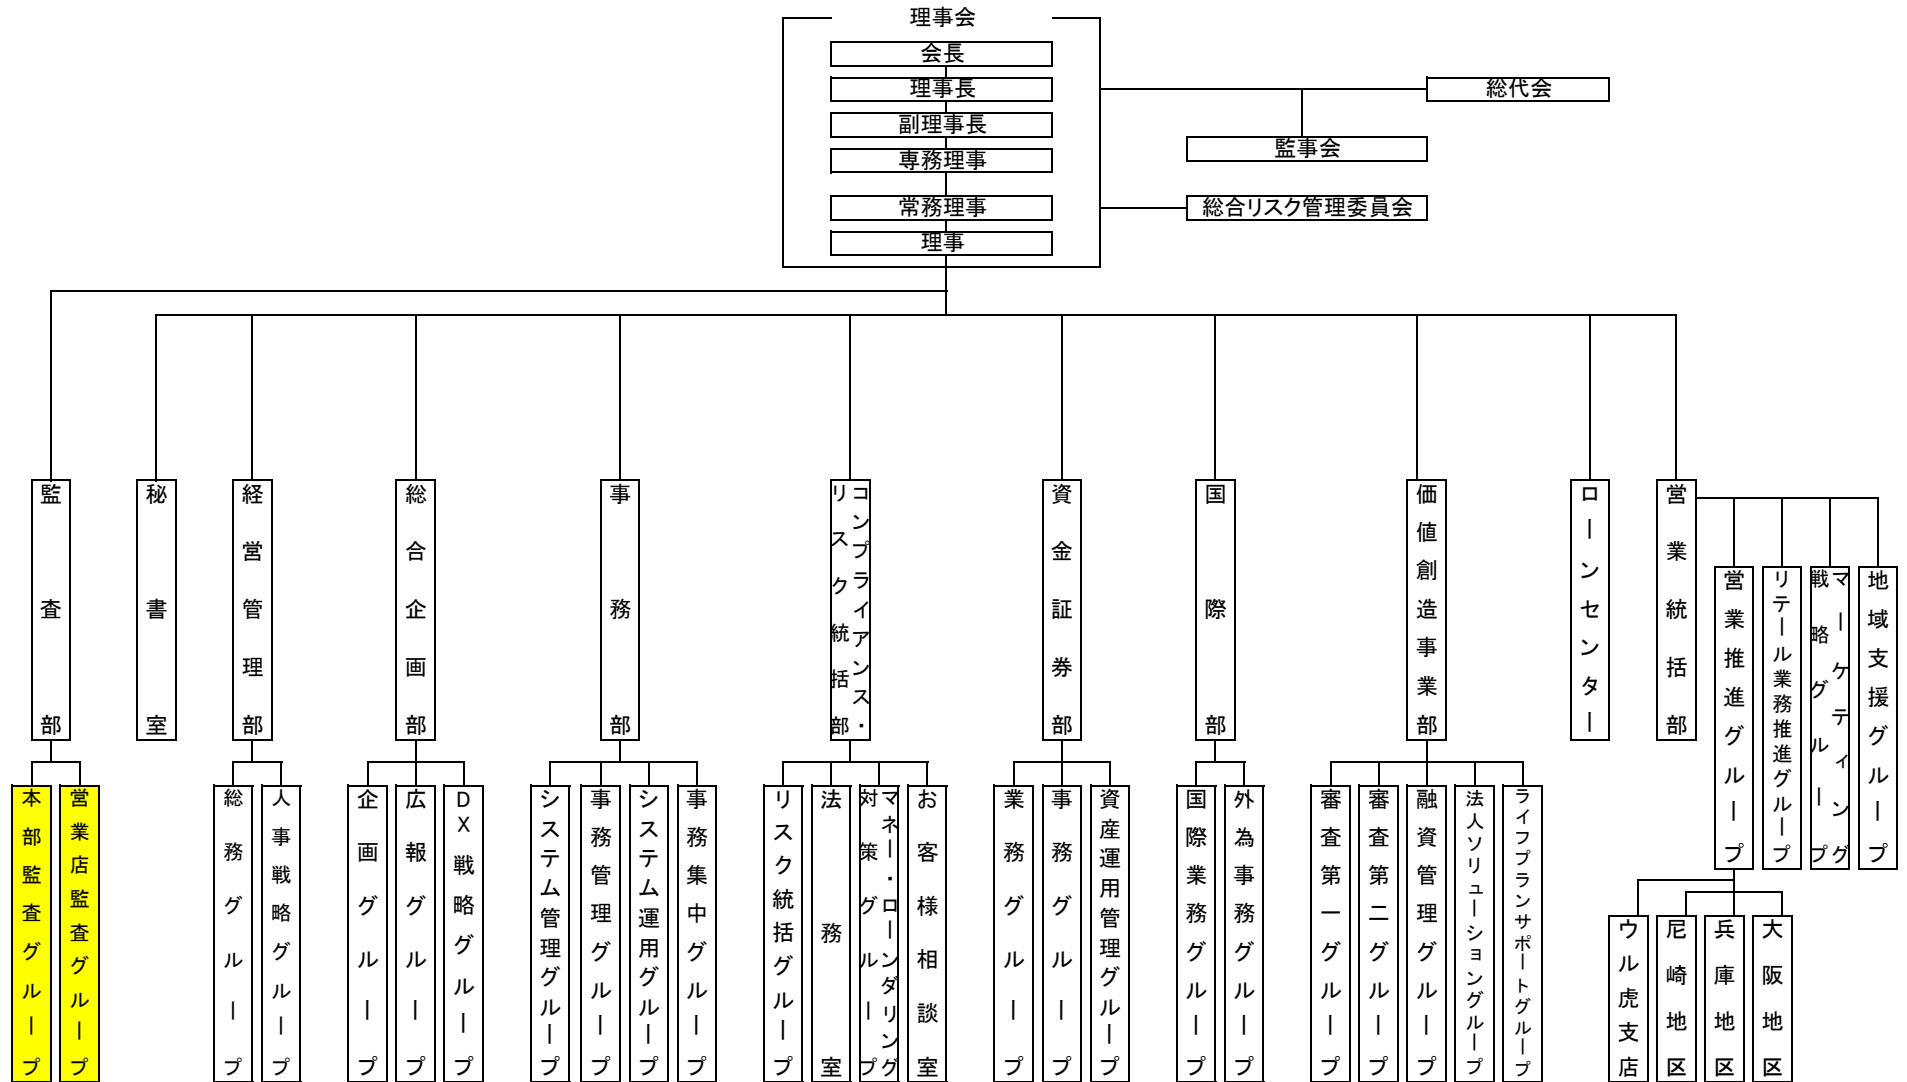 理事会
会長
理事長
総代会
副理事長
監事会
専務理事
常務理事
総合リスク管理委員会
理事
監査部
秘書室
経営管理部
総合企画部
事務部
コンプライアンス・
リスク統括部
資金証券部
国際部
価値創造事業部
ローンセンター
営業統括部
営業推進グループ
リテール業務推進グループ
マーケティング
戦略グループ
地域支援グループ
本部監査グループ
営業店監査グループ
総務グループ
人事戦略グループ
企画グループ
広報グループ
DX戦略グループ
システム管理グループ
事務管理グループ
システム運用グループ
事務集中グループ
リスク統括グループ
法務室
マネー・ローンダリング
対策グループ
お客様相談室
業務グループ
事務グループ
資産運用管理グループ
国際業務グループ
外為事務グループ
審査第一グループ
審査第二グループ
融資管理グループ
法人ソリューショングループ
ライフプランサポートグループ
ウル虎支店
尼崎地区
兵庫地区
大阪地区